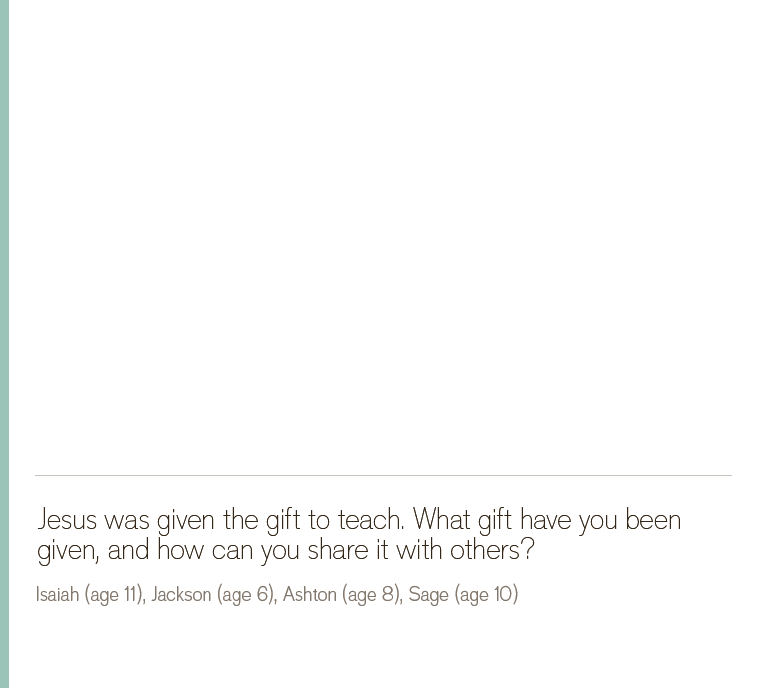 Jesus was given the gift to teach. What gift have you been
given, and how can you share it with others?
Isaiah (age 11), Jackson (age 6), Ashton (age 8), Sage (age 10)